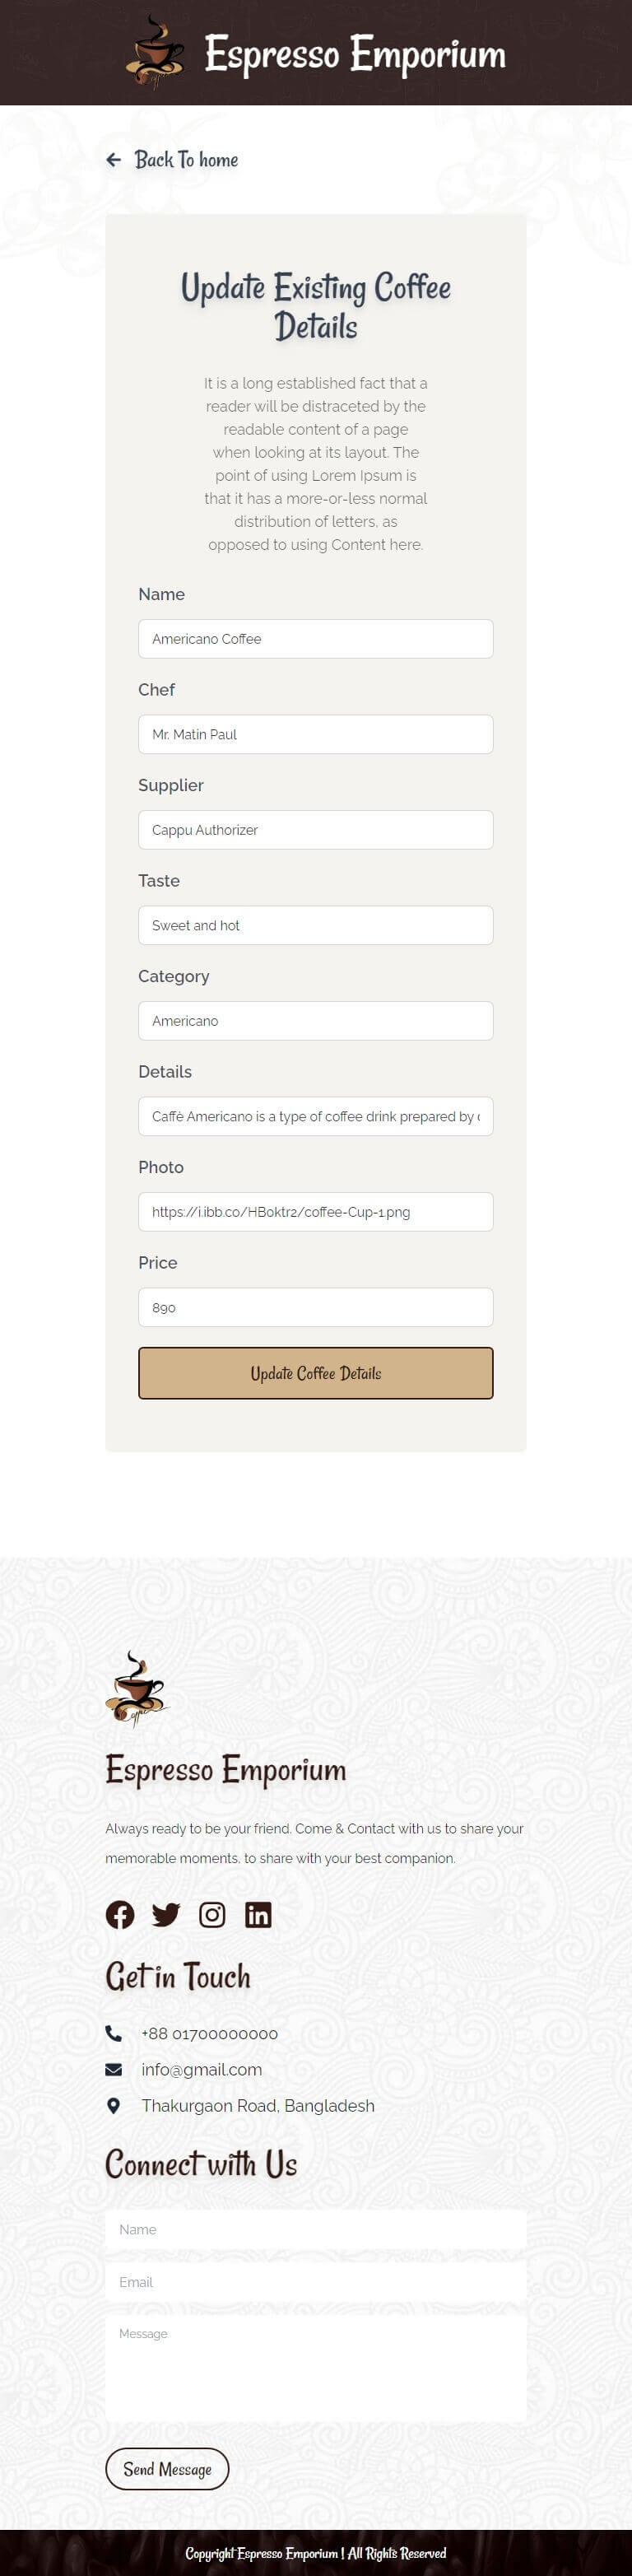 Espresso Emporium
Back To home
Update Existing Coffee
Details
It is a long established fact that a
reader will be distraceted by the
readable content of a page
when looking at its layout. The
point of using Lorem Ipsum is
that it has a more-or-less normal
distribution of letters, as
opposed to using Content here.
Name
Americano Coffee
Chef
Mr. Matin Paul
Supplier
Cappu Authorizer
Taste
Sweet and hot
Category
Americano
Details
Caffè Americano is a type of coffee drink prepared by
Photo
https://i.ibb.co/HBoktr2/coffee-Cup-1.png
Price
890
Update Coffee Details
Espresso Emporium
Always ready to be your friend. Come & Contact with us to share your
memorable moments, to share with your best companion.
Get in Touch
+88 01700000000
info@gmail.com
Thakurgaon Road, Bangladesh
Connect with Us
Name
Email
Message
Send Message
Copyright Espresso Emporium ! All Rights Reserved